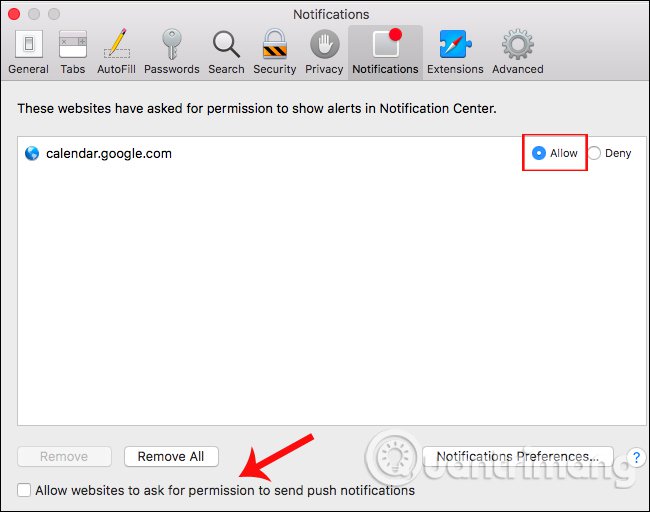 Notifications
General Tabs AutoFill Passwords Search Security Privacy Notifications Extensions Advanced
These websites have asked for permission to show alerts in Notification Center.
calendar.google.com Allow Deny
Remove Remove All Notifications Preferences... ?
Quantrimang
Allow websites to ask for permission to send push notifications